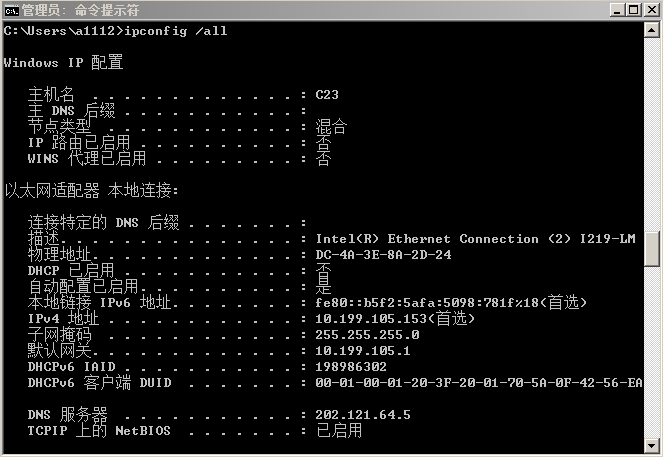 管理员: 命令提示符
C:\Users\a1112>ipconfig /all
Windows IP 配置
主机名 . . . . . . . . . . . . . : C23
主 DNS 后缀 . . . . . . . . . . . :
节点类型 . . . . . . . . . . . . : 混合
IP 路由已启用 . . . . . . . . . . : 否
WINS 代理已启用 . . . . . . . . . : 否
以太网适配器 本地连接:
连接特定的 DNS 后缀 . . . . . . . :
描述. . . . . . . . . . . . . . . : Intel(R) Ethernet Connection (2) I219-LM
物理地址. . . . . . . . . . . . . : DC-4A-3E-8A-2D-24
DHCP 已启用 . . . . . . . . . . . : 否
自动配置已启用. . . . . . . . . . : 是
本地链接 IPv6 地址. . . . . . . . : fe80::b5f2:5afa:5098:781f%18(首选)
IPv4 地址 . . . . . . . . . . . . : 10.199.105.153(首选)
子网掩码 . . . . . . . . . . . . : 255.255.255.0
默认网关. . . . . . . . . . . . . : 10.199.105.1
DHCPv6 IAID . . . . . . . . . . . : 198986302
DHCPv6 客户端 DUID . . . . . . . : 00-01-00-01-20-3F-20-01-70-5A-0F-42-56-EA
DNS 服务器 . . . . . . . . . . . : 202.121.64.5
TCPIP 上的 NetBIOS . . . . . . . : 已启用